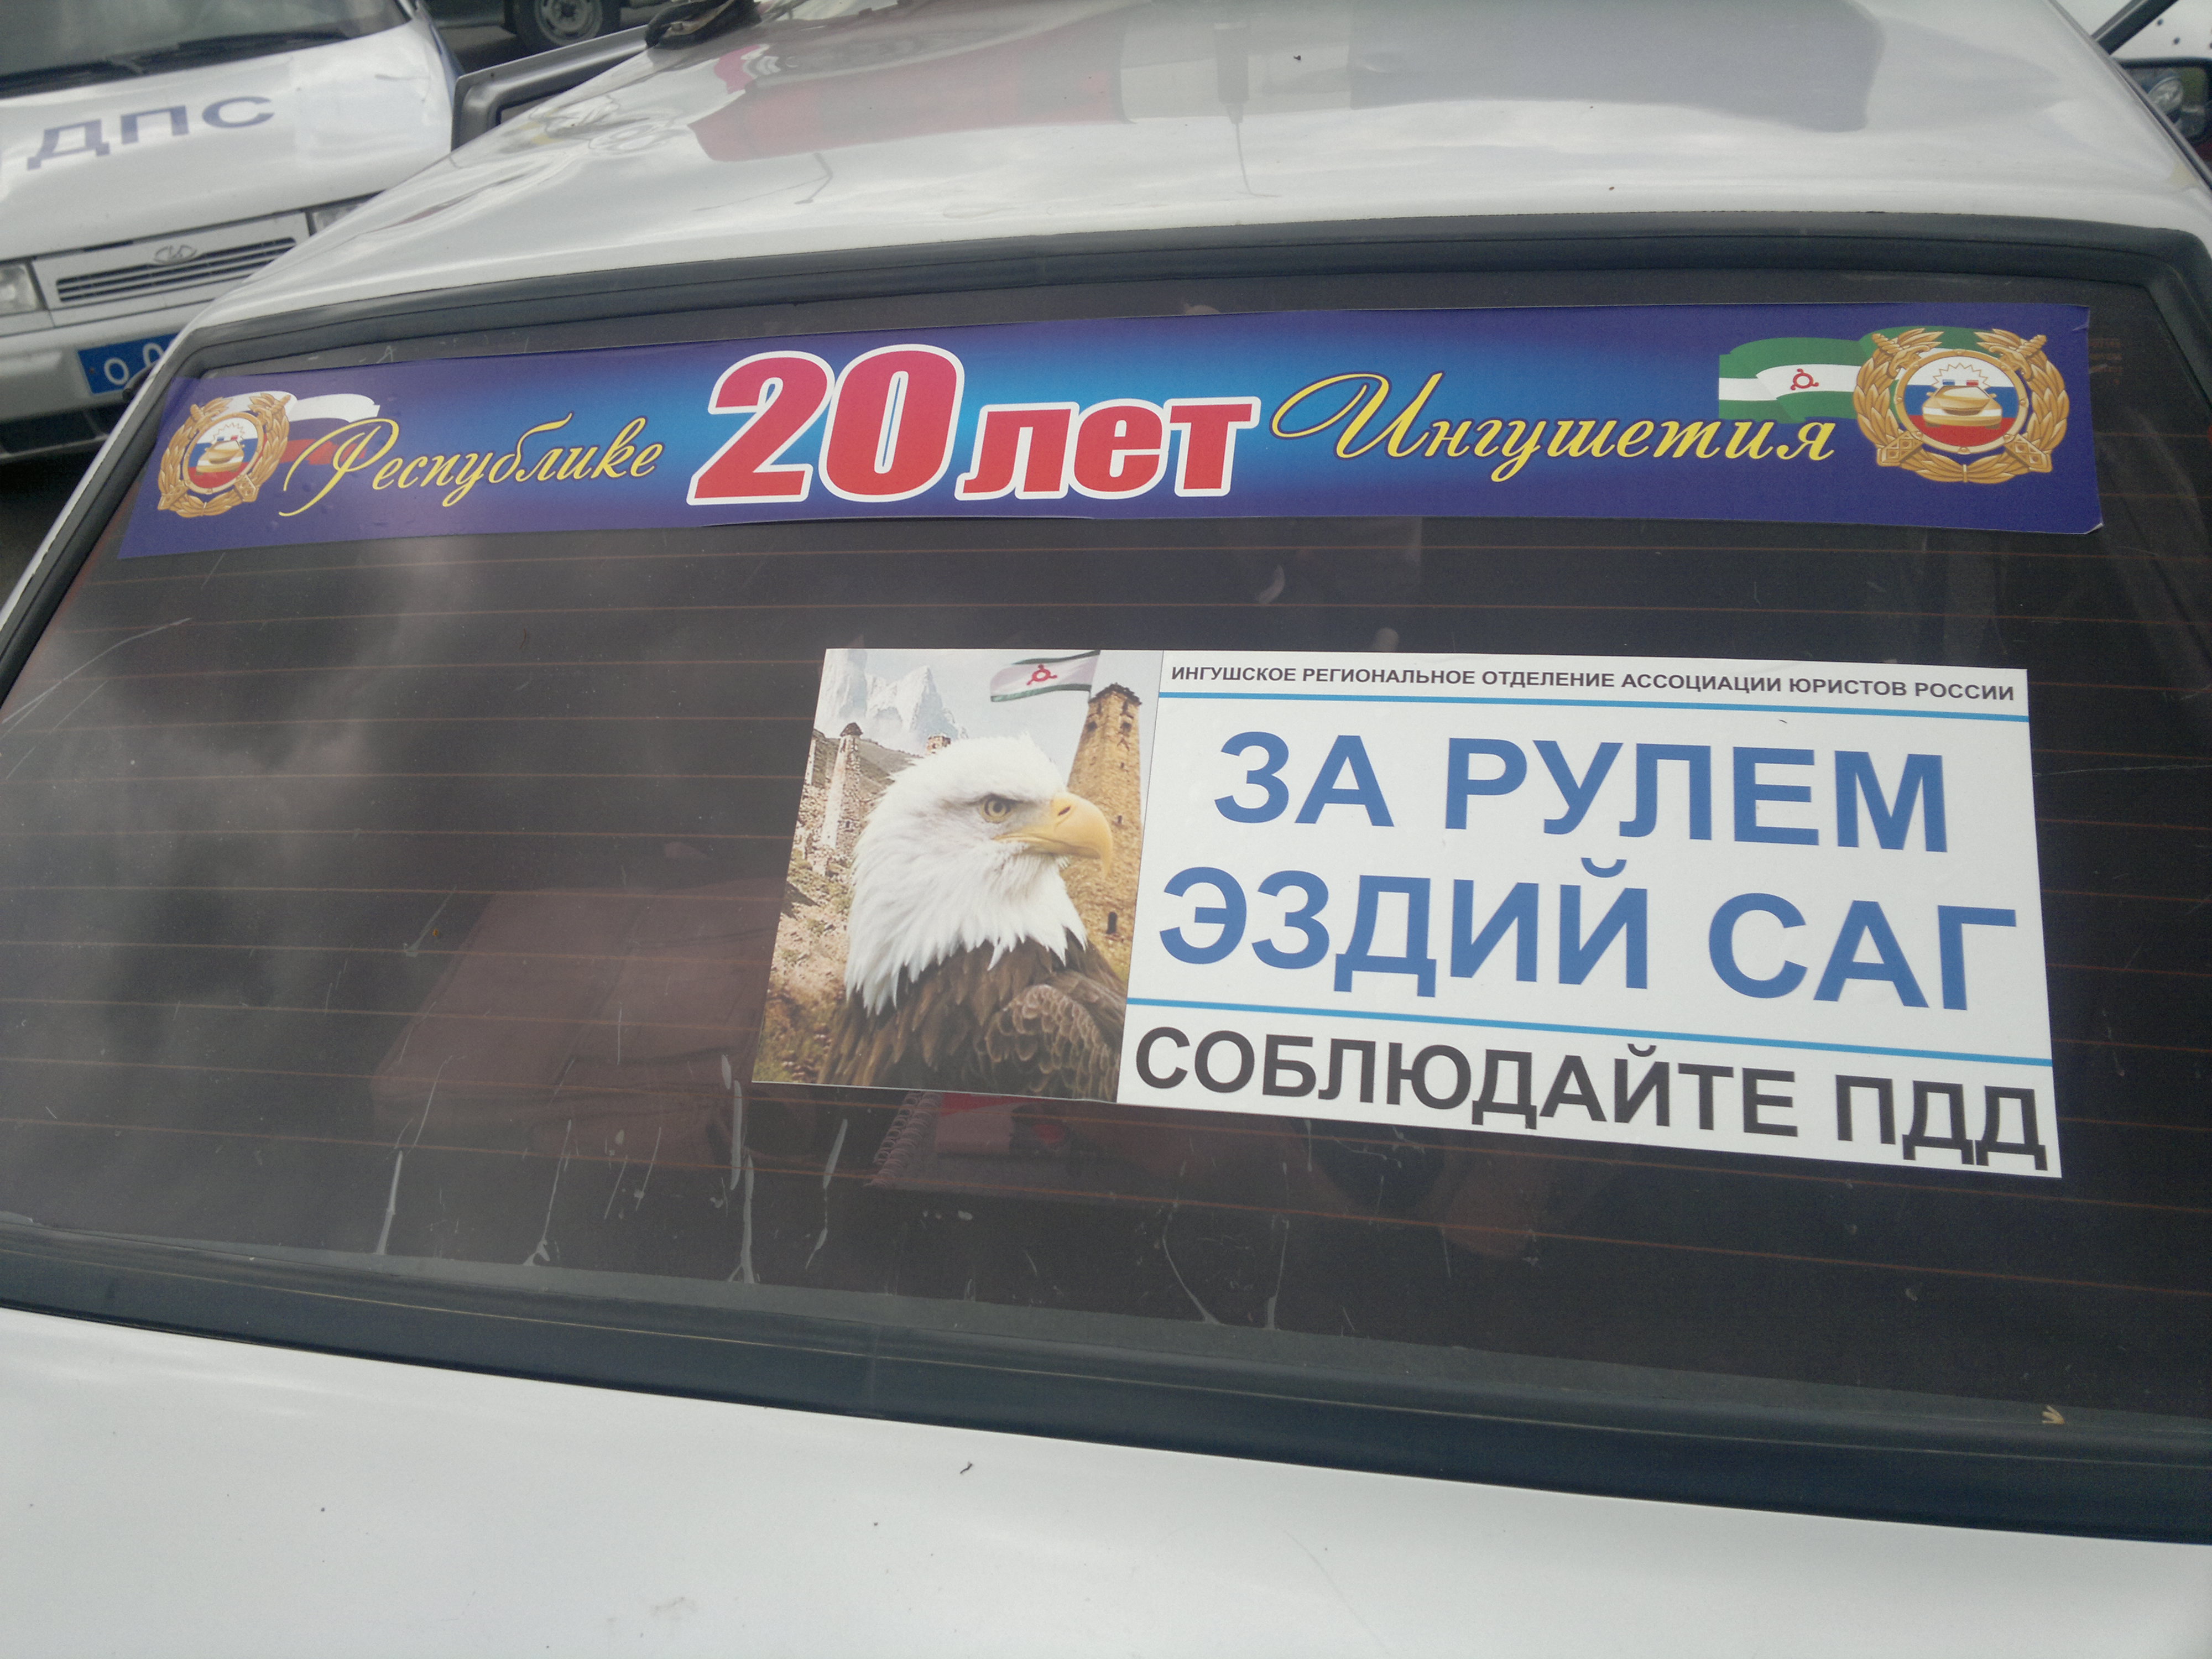 ДПС
Республике 20 лет Ингушетия
ИНГУШСКОЕ РЕГИОНАЛЬНОЕ ОТДЕЛЕНИЕ АССОЦИАЦИИ ЮРИСТОВ РОССИИ
ЗА РУЛЕМ
ЭЗДИЙ САГ
СОБЛЮДАЙТЕ ПДД